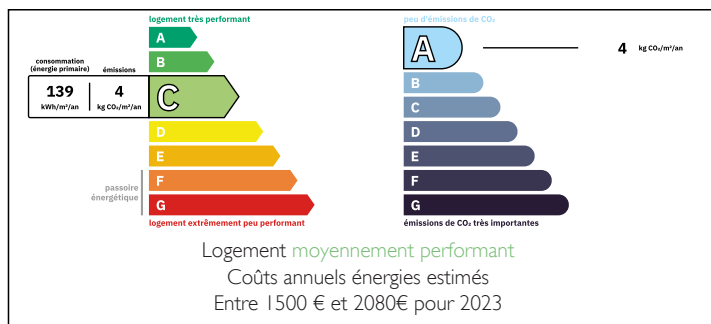 logement très performant
A
B
consommation
(énergie primaire)
émissions
139
kWh/m²/an
4
kg CO₂/m²/an
C
D
E
F
G
passoire
énergétique
logement extrêmement peu performant
peu d'émissions de CO₂
A
4 kg CO₂/m²/an
B
C
D
E
F
G
émissions de CO₂ très importantes
Logement moyennement performant
Coûts annuels énergies estimés
Entre 1500 € et 2080€ pour 2023